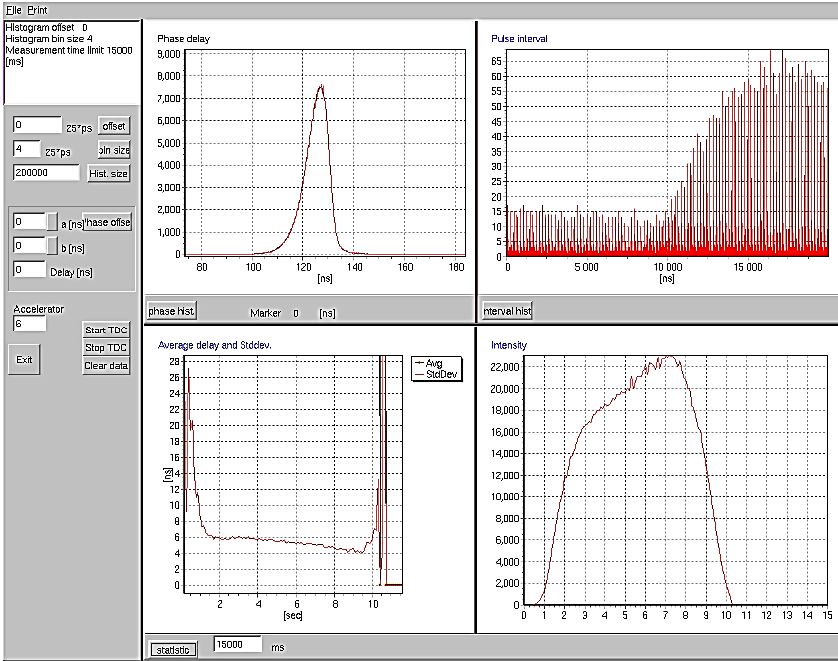 File Print
Histogram offset 0
Histogram bin size 4
Measurement time limit 15000
[ms]
0 25*ps offset
4 25*ps bin size
200000 Hist. size
0 a [ns] Phase offse
0 b [ns]
0 Delay [ns]
Accelerator
6
Start TDC
Stop TDC
Exit
Clear data
Phase delay
9,000
8,000
7,000
6,000
5,000
4,000
3,000
2,000
1,000
0
80 100 120 140 160 180
[ns]
phase hist. Marker 0 [ns]
Pulse interval
65
60
55
50
45
40
35
30
25
20
15
10
5
0
0 5 000 10 000 15 000
[ns]
interval hist
Average delay and Stddev.
28
26
24
22
20
18
16
14
[ns]
12
10
8
6
4
2
0
2 4 6 8 10
[sec]
Avg
StdDev
Intensity
22,000
20,000
18,000
16,000
14,000
12,000
10,000
8,000
6,000
4,000
2,000
0
0 1 2 3 4 5 6 7 8 9 10 11 12 13 14 15
statistic 15000 ms